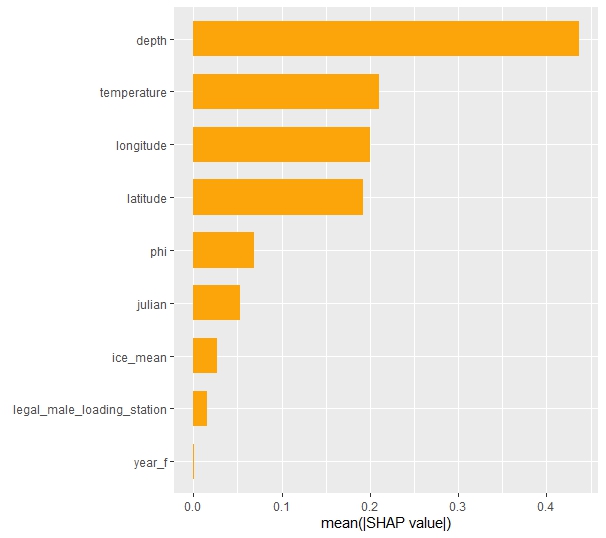 depth
temperature
longitude
latitude
phi
julian
ice_mean
legal_male_loading_station
year_f
0.0 0.1 0.2 0.3 0.4
mean(|SHAP value|)